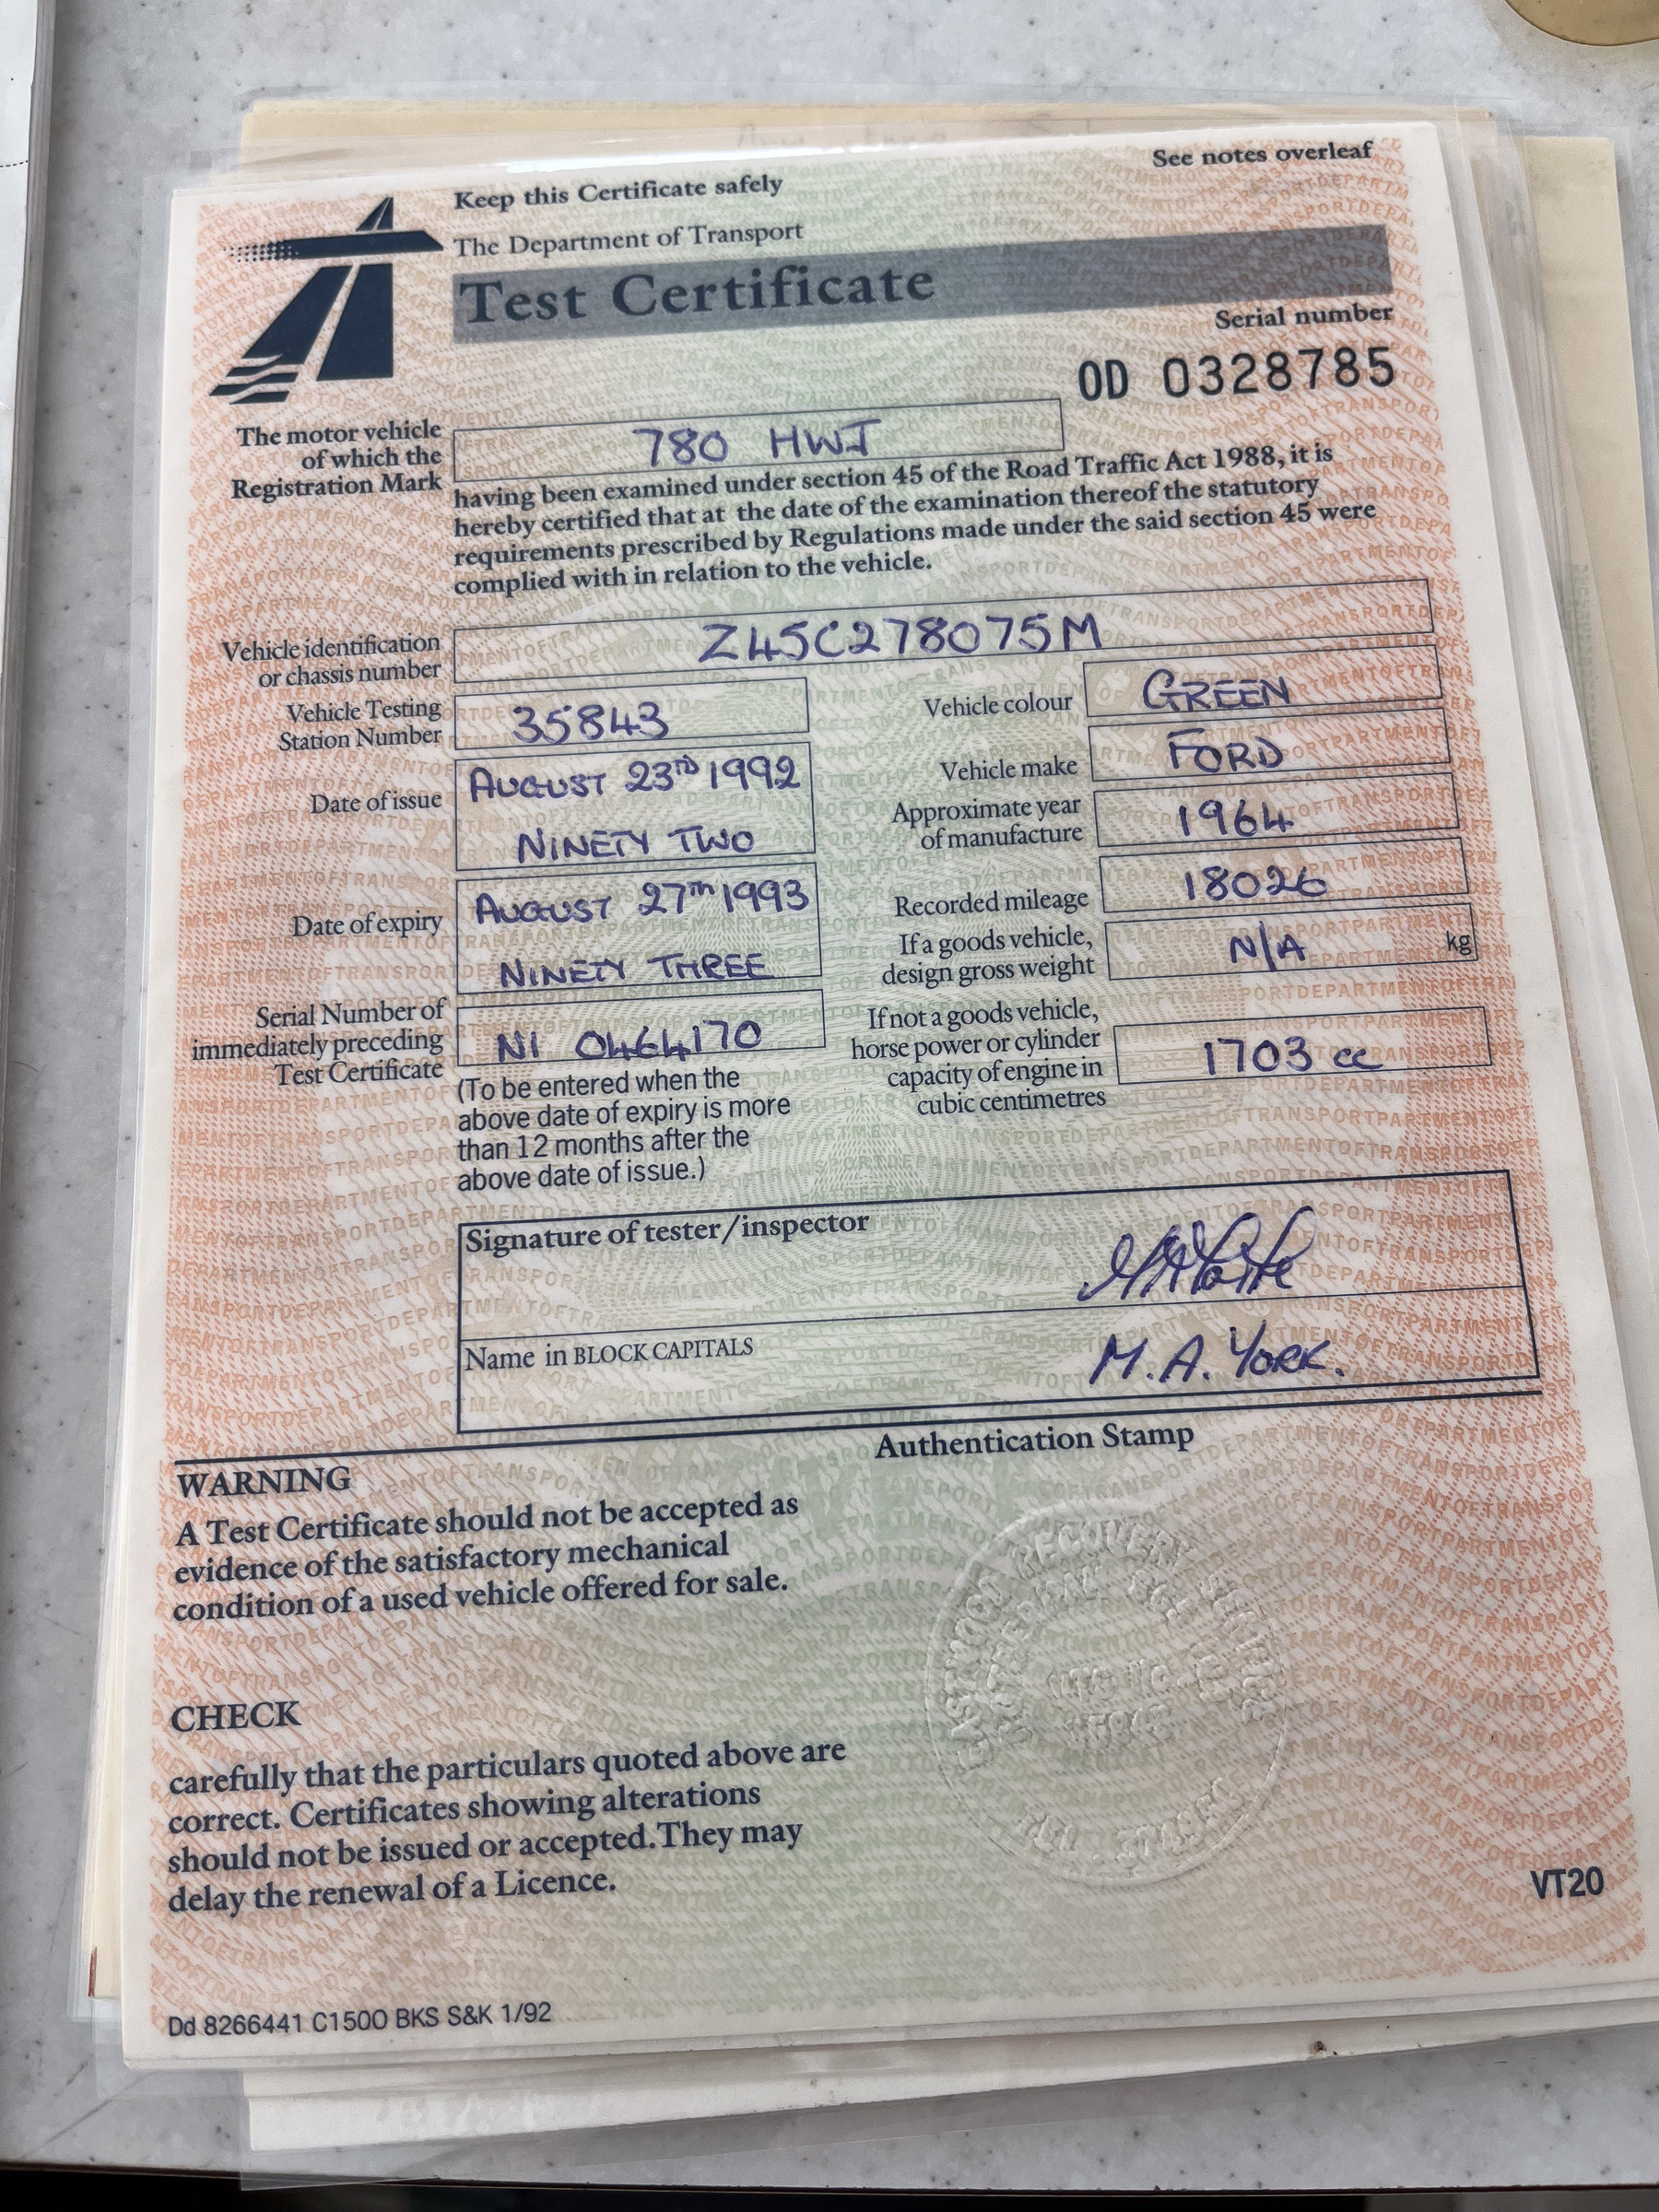 See notes overleaf
Keep this Certificate safely
The Department of Transport
Test Certificate
Serial number
OD 0328785
The motor vehicle
of which the
Registration Mark
780 HWJ
having been examined under section 45 of the Road Traffic Act 1988, it is
hereby certified that at the date of the examination thereof the statutory
requirements prescribed by Regulations made under the said section 45 were
complied with in relation to the vehicle.
Vehicle identification
or chassis number
Z45C278075M
Vehicle Testing
Station Number
35843
Vehicle colour
GREEN
Date of issue
AUGUST 23RD 1992
NINETY TWO
Vehicle make
FORD
Approximate year
of manufacture
1964
Date of expiry
AUGUST 27TH 1993
NINETY THREE
Recorded mileage
18026
If a goods vehicle,
design gross weight
N/A
kg
Serial Number of
immediately preceding
Test Certificate
NI 0464170
(To be entered when the
above date of expiry is more
than 12 months after the
above date of issue.)
If not a goods vehicle,
horse power or cylinder
capacity of engine in
cubic centimetres
1703 cc
Signature of tester/inspector
Name in BLOCK CAPITALS
M. A. YORK.
Authentication Stamp
WARNING
A Test Certificate should not be accepted as
evidence of the satisfactory mechanical
condition of a used vehicle offered for sale.
RECOVERY
CHECK
carefully that the particulars quoted above are
correct. Certificates showing alterations
should not be issued or accepted. They may
delay the renewal of a Licence.
VT20
Dd 8266441 C1500 BKS S&K 1/92